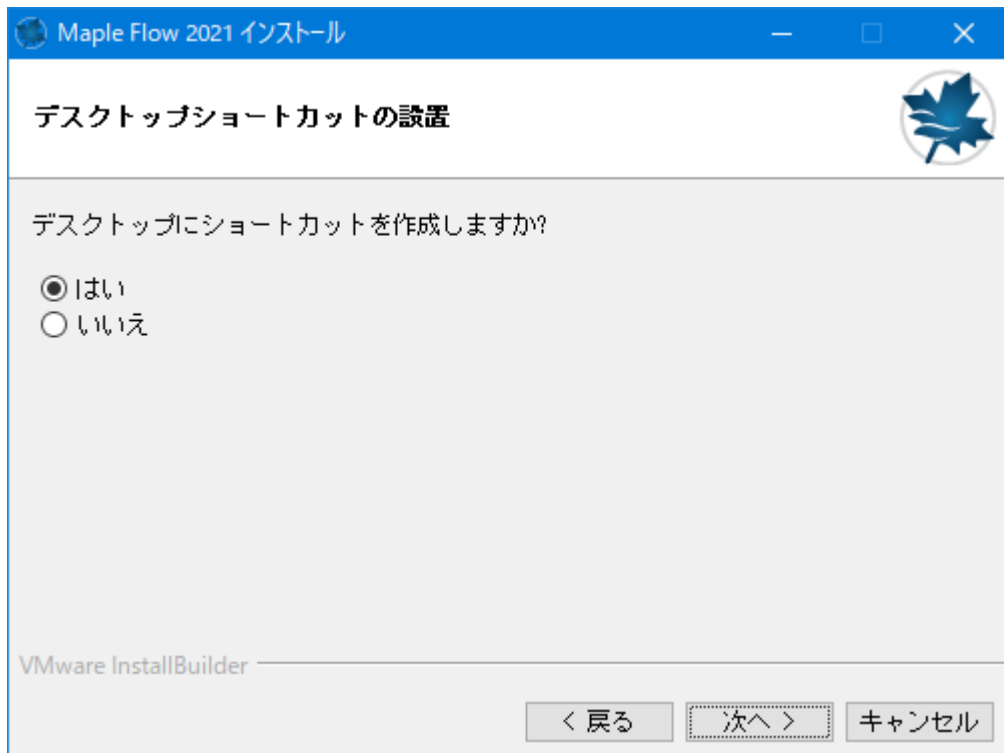 Maple Flow 2021 インストール
デスクトップショートカットの設置
デスクトップにショートカットを作成しますか?
はい
いいえ
VMware InstallBuilder
< 戻る 次へ > キャンセル